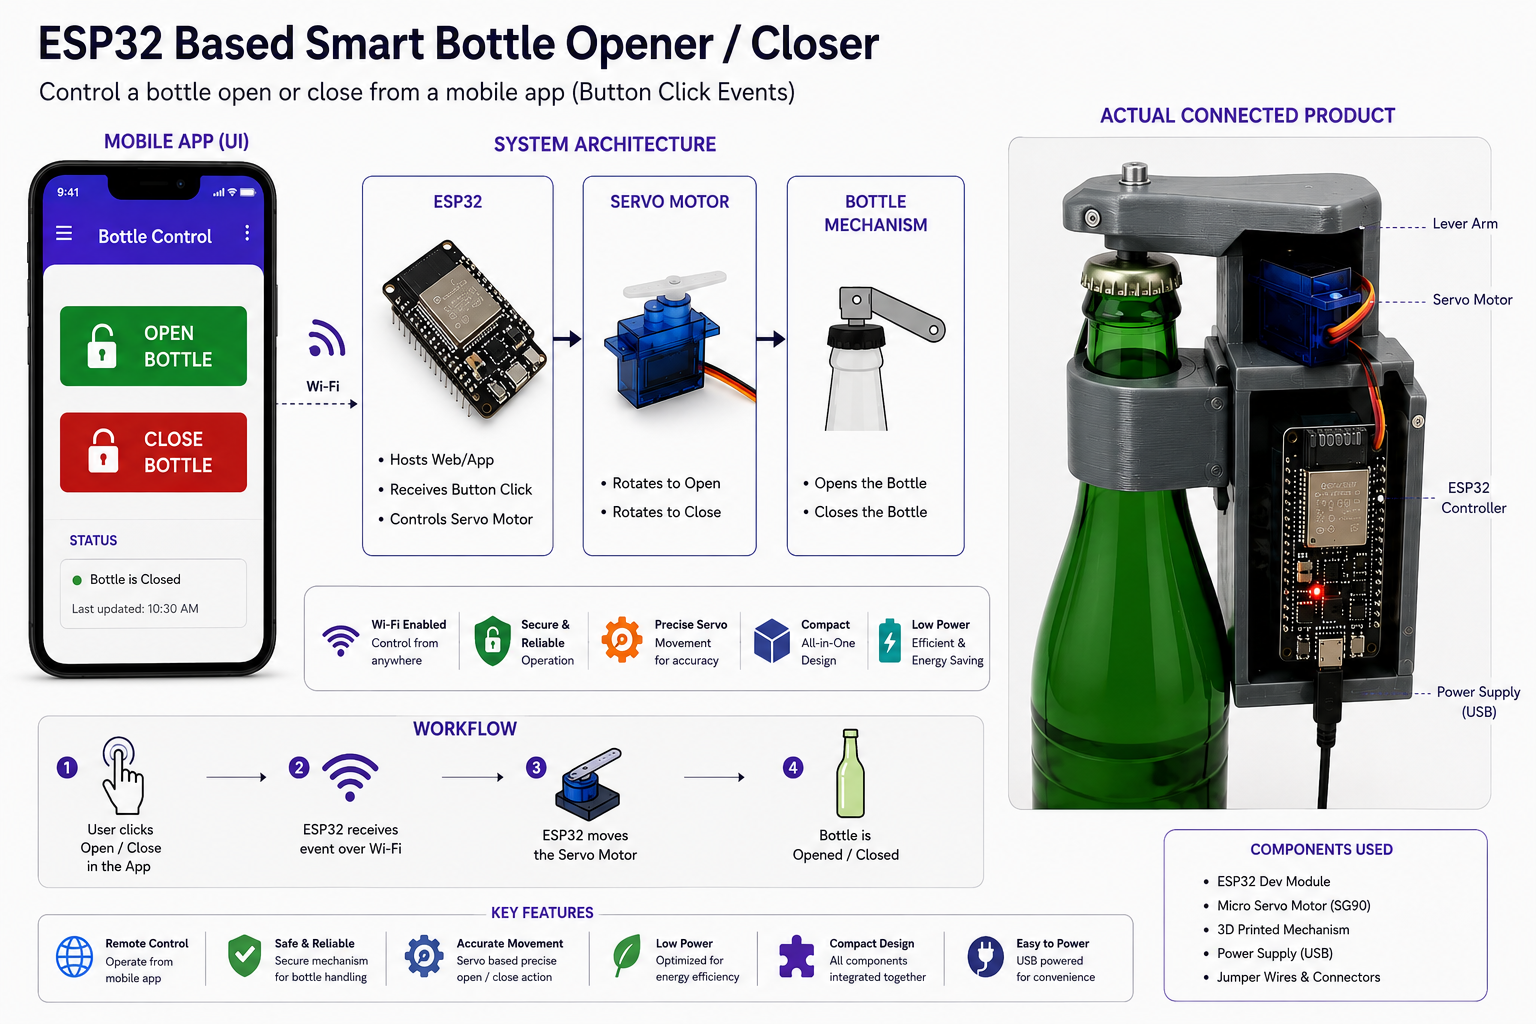 ESP32 Based Smart Bottle Opener / Closer
Control a bottle open or close from a mobile app (Button Click Events)
MOBILE APP (UI)
9:41
Bottle Control
OPEN
BOTTLE
CLOSE
BOTTLE
STATUS
Bottle is Closed
Last updated: 10:30 AM
Wi-Fi
SYSTEM ARCHITECTURE
ESP32
• Hosts Web/App
• Receives Button Click
• Controls Servo Motor
SERVO MOTOR
• Rotates to Open
• Rotates to Close
BOTTLE
MECHANISM
• Opens the Bottle
• Closes the Bottle
Wi-Fi Enabled
Control from
anywhere
Secure &
Reliable
Operation
Precise Servo
Movement
for accuracy
Compact
All-in-One
Design
Low Power
Efficient &
Energy Saving
ACTUAL CONNECTED PRODUCT
Lever Arm
Servo Motor
ESP32
Controller
Power Supply
(USB)
WORKFLOW
1
User clicks
Open / Close
in the App
2
ESP32 receives
event over Wi-Fi
3
ESP32 moves
the Servo Motor
4
Bottle is
Opened / Closed
KEY FEATURES
Remote Control
Operate from
mobile app
Safe & Reliable
Secure mechanism
for bottle handling
Accurate Movement
Servo based precise
open / close action
Low Power
Optimized for
energy efficiency
Compact Design
All components
integrated together
Easy to Power
USB powered
for convenience
COMPONENTS USED
• ESP32 Dev Module
• Micro Servo Motor (SG90)
• 3D Printed Mechanism
• Power Supply (USB)
• Jumper Wires & Connectors